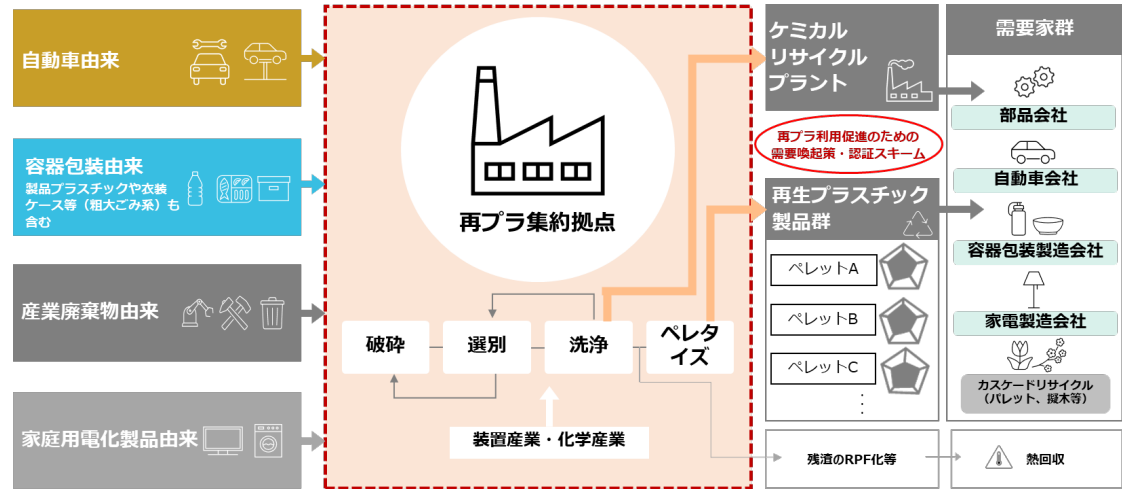 自動車由来
容器包装由来
製品プラスチックや衣装
ケース等（粗大ごみ系）も
含む
産業廃棄物由来
家庭用電化製品由来
再プラ集約拠点
破砕
選別
洗浄
ペレタ
イズ
装置産業・化学産業
ケミカル
リサイクル
プラント
再プラ利用促進のための
需要喚起策・認証スキーム
再生プラスチック
製品群
ペレットA
ペレットB
ペレットC
⋮
残渣のRPF化等
需要家群
部品会社
自動車会社
容器包装製造会社
家電製造会社
カスケードリサイクル
（パレット、擬木等）
熱回収